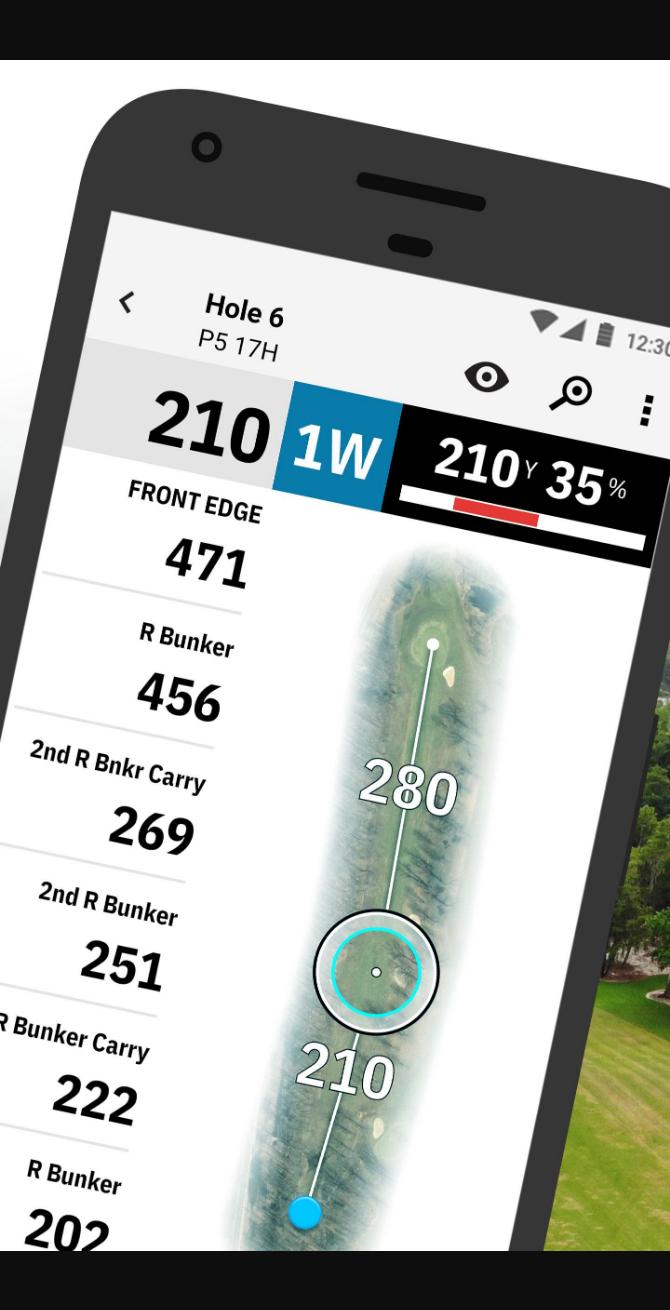 12:30
Hole 6
P5 17H
210
1W
210Y 35%
FRONT EDGE
471
R Bunker
456
2nd R Bnkr Carry
269
2nd R Bunker
251
R Bunker Carry
222
R Bunker
202
280
210